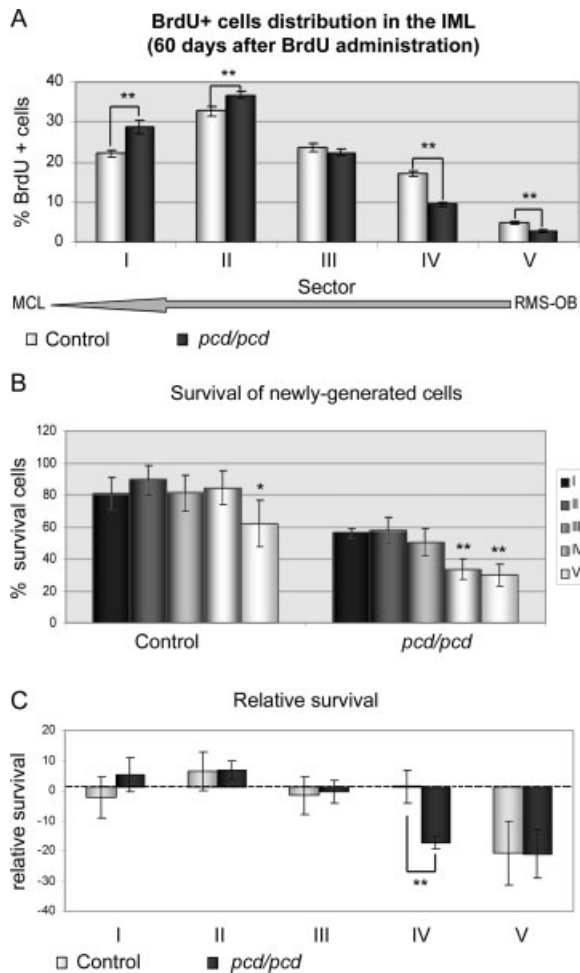 A
BrdU+ cells distribution in the IML
(60 days after BrdU administration)
% BrdU + cells
40
30
20
10
0
**
**
**
**
I II III IV V
Sector
MCL RMS-OB
Control pcd/pcd
B
Survival of newly-generated cells
% survival cells
120
100
80
60
40
20
0
*
** **
I
II
III
IV
V
Control pcd/pcd
C
Relative survival
relative survival
20
10
0
-10
-20
-30
-40
**
I II III IV V
Control pcd/pcd